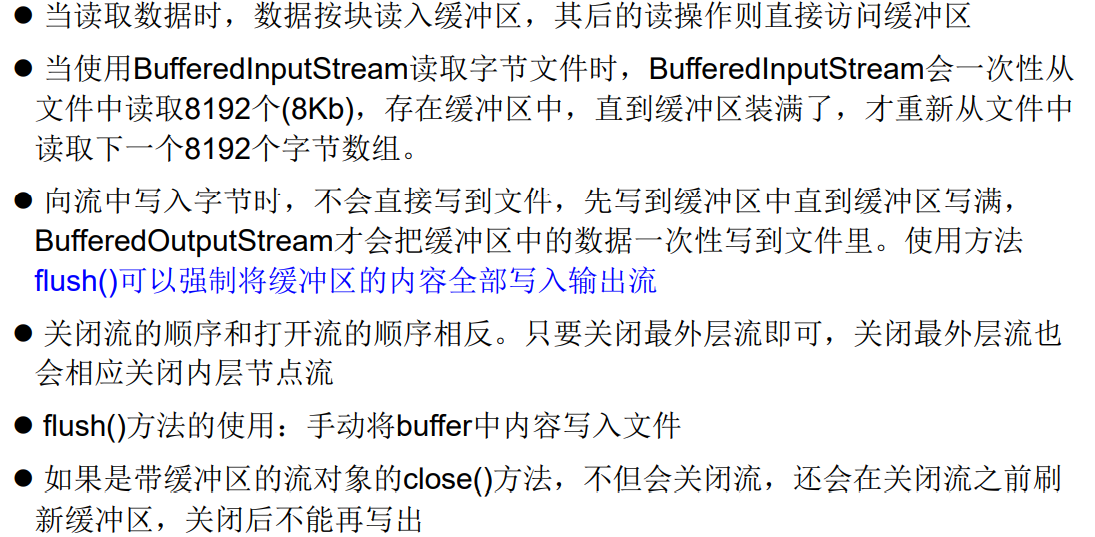 ● 当读取数据时，数据按块读入缓冲区，其后的读操作则直接访问缓冲区
● 当使用BufferedInputStream读取字节文件时，BufferedInputStream会一次性从
文件中读取8192个(8Kb)，存在缓冲区中，直到缓冲区装满了，才重新从文件中
读取下一个8192个字节数组。
● 向流中写入字节时，不会直接写到文件，先写到缓冲区中直到缓冲区写满，
BufferedOutputStream才会把缓冲区中的数据一次性写到文件里。使用方法
flush()可以强制将缓冲区的内容全部写入输出流
● 关闭流的顺序和打开流的顺序相反。只要关闭最外层流即可，关闭最外层流也
会相应关闭内层节点流
● flush()方法的使用：手动将buffer中内容写入文件
● 如果是带缓冲区的流对象的close()方法，不但会关闭流，还会在关闭流之前刷
新缓冲区，关闭后不能再写出